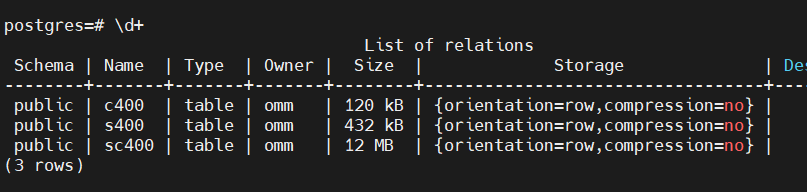 postgres=# \d+
                                   List of relations
 Schema | Name  | Type  | Owner |  Size  |             Storage              | Des
--------+-------+-------+-------+--------+----------------------------------+----
 public | c400  | table | omm   | 120 kB | {orientation=row,compression=no} |
 public | s400  | table | omm   | 432 kB | {orientation=row,compression=no} |
 public | sc400 | table | omm   | 12 MB  | {orientation=row,compression=no} |
(3 rows)